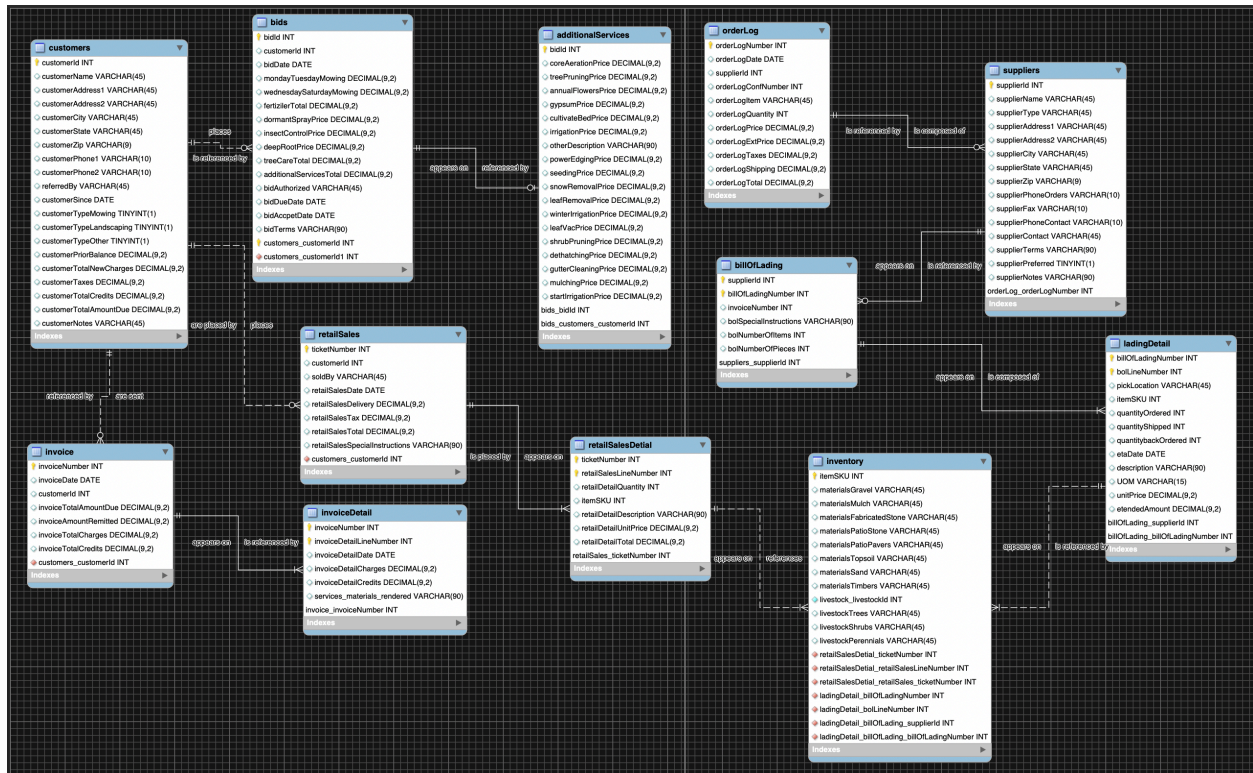 customers
customerId INT
customerName VARCHAR(45)
customerAddress1 VARCHAR(45)
customerAddress2 VARCHAR(45)
customerCity VARCHAR(45)
customerState VARCHAR(45)
customerZip VARCHAR(9)
customerPhone1 VARCHAR(10)
customerPhone2 VARCHAR(10)
referredBy VARCHAR(45)
customerSince DATE
customerTypeMowing TINYINT(1)
customerTypeLandscaping TINYINT(1)
customerTypeOther TINYINT(1)
customerPriorBalance DECIMAL(9,2)
customerTotalNewCharges DECIMAL(9,2)
customerTaxes DECIMAL(9,2)
customerTotalCredits DECIMAL(9,2)
customerTotalAmountDue DECIMAL(9,2)
customerNotes VARCHAR(45)
Indexes
places
is referenced by
bids
bidId INT
customerId INT
bidDate DATE
mondayTuesdayMowing DECIMAL(9,2)
wednesdaySaturdayMowing DECIMAL(9,2)
fertizilerTotal DECIMAL(9,2)
dormantSprayPrice DECIMAL(9,2)
insectControlPrice DECIMAL(9,2)
deepRootPrice DECIMAL(9,2)
treeCareTotal DECIMAL(9,2)
additionalServicesTotal DECIMAL(9,2)
bidAuthorized VARCHAR(45)
bidDueDate DATE
bidAccpetDate DATE
bidTerms VARCHAR(90)
customers_customerId INT
customers_customerId1 INT
Indexes
appears on
referenced by
additionalServices
bidId INT
coreAerationPrice DECIMAL(9,2)
treePruningPrice DECIMAL(9,2)
annualFlowersPrice DECIMAL(9,2)
gypsumPrice DECIMAL(9,2)
cultivateBedPrice DECIMAL(9,2)
irrigationPrice DECIMAL(9,2)
otherDescription VARCHAR(90)
powerEdgingPrice DECIMAL(9,2)
seedingPrice DECIMAL(9,2)
snowRemovalPrice DECIMAL(9,2)
leafRemovalPrice DECIMAL(9,2)
winterIrrigationPrice DECIMAL(9,2)
leafVacPrice DECIMAL(9,2)
shrubPruningPrice DECIMAL(9,2)
dethatchingPrice DECIMAL(9,2)
gutterCleaningPrice DECIMAL(9,2)
mulchingPrice DECIMAL(9,2)
startIrrigationPrice DECIMAL(9,2)
bids_bidId INT
bids_customers_customerId INT
Indexes
orderLog
orderLogNumber INT
orderLogDate DATE
supplierId INT
orderLogConfNumber INT
orderLogItem VARCHAR(45)
orderLogQuantity INT
orderLogPrice DECIMAL(9,2)
orderLogExtPrice DECIMAL(9,2)
orderLogTaxes DECIMAL(9,2)
orderLogShipping DECIMAL(9,2)
orderLogTotal DECIMAL(9,2)
Indexes
is referenced by
is composed of
suppliers
supplierId INT
supplierName VARCHAR(45)
supplierType VARCHAR(45)
supplierAddress1 VARCHAR(45)
supplierAddress2 VARCHAR(45)
supplierCity VARCHAR(45)
supplierState VARCHAR(45)
supplierZip VARCHAR(9)
supplierPhoneOrders VARCHAR(10)
supplierFax VARCHAR(10)
supplierPhoneContact VARCHAR(10)
supplierContact VARCHAR(45)
supplierTerms VARCHAR(90)
supplierPreferred TINYINT(1)
supplierNotes VARCHAR(90)
orderLog_orderLogNumber INT
Indexes
appears on
is referenced by
billOfLading
supplierId INT
billOfLadingNumber INT
invoiceNumber INT
bolSpecialInstructions VARCHAR(90)
bolNumberOfItems INT
bolNumberOfPieces INT
suppliers_supplierId INT
Indexes
appears on
is composed of
ladingDetail
billOfLadingNumber INT
bolLineNumber INT
pickLocation VARCHAR(45)
itemSKU INT
quantityOrdered INT
quantityShipped INT
quantitybackOrdered INT
etaDate DATE
description VARCHAR(90)
UOM VARCHAR(15)
unitPrice DECIMAL(9,2)
etendedAmount DECIMAL(9,2)
billOfLading_supplierId INT
billOfLading_billOfLadingNumber INT
Indexes
appears on
is referenced by
are placed by
places
retailSales
ticketNumber INT
customerId INT
soldBy VARCHAR(45)
retailSalesDate DATE
retailSalesDelivery DECIMAL(9,2)
retailSalesTax DECIMAL(9,2)
retailSalesTotal DECIMAL(9,2)
retailSalesSpecialInstructions VARCHAR(90)
customers_customerId INT
Indexes
is placed by
appears on
referenced by
are sent
invoice
invoiceNumber INT
invoiceDate DATE
customerId INT
invoiceTotalAmountDue DECIMAL(9,2)
invoiceAmountRemitted DECIMAL(9,2)
invoiceTotalCharges DECIMAL(9,2)
invoiceTotalCredits DECIMAL(9,2)
customers_customerId INT
Indexes
appears on
is referenced by
invoiceDetail
invoiceNumber INT
invoiceDetailLineNumber INT
invoiceDetailDate DATE
invoiceDetailCharges DECIMAL(9,2)
invoiceDetailCredits DECIMAL(9,2)
services_materials_rendered VARCHAR(90)
invoice_invoiceNumber INT
Indexes
retailSalesDetial
ticketNumber INT
retailSalesLineNumber INT
retailDetailQuantity INT
itemSKU INT
retailDetailDescription VARCHAR(90)
retailDetailUnitPrice DECIMAL(9,2)
retailDetailTotal DECIMAL(9,2)
retailSales_ticketNumber INT
Indexes
appears on
references
inventory
itemSKU INT
materialsGravel VARCHAR(45)
materialsMulch VARCHAR(45)
materialsFabricatedStone VARCHAR(45)
materialsPatioStone VARCHAR(45)
materialsPatioPavers VARCHAR(45)
materialsTopsoil VARCHAR(45)
materialsSand VARCHAR(45)
materialsTimbers VARCHAR(45)
livestock_livestockId INT
livestockTrees VARCHAR(45)
livestockShrubs VARCHAR(45)
livestockPerennials VARCHAR(45)
retailSalesDetial_ticketNumber INT
retailSalesDetial_retailSalesLineNumber INT
retailSalesDetial_retailSales_ticketNumber INT
ladingDetail_billOfLadingNumber INT
ladingDetail_bolLineNumber INT
ladingDetail_billOfLading_supplierId INT
ladingDetail_billOfLading_billOfLadingNumber INT
Indexes